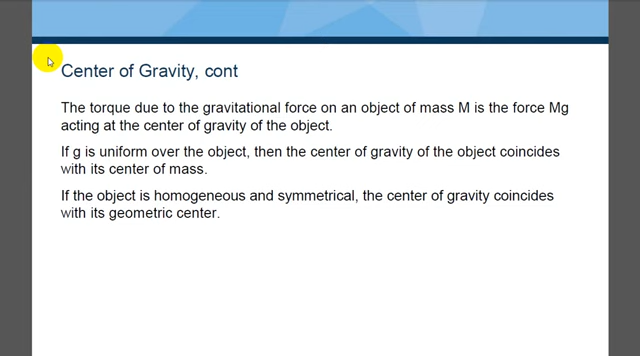 Center of Gravity, cont
The torque due to the gravitational force on an object of mass M is the force Mg
acting at the center of gravity of the object.
If g is uniform over the object, then the center of gravity of the object coincides
with its center of mass.
If the object is homogeneous and symmetrical, the center of gravity coincides
with its geometric center.